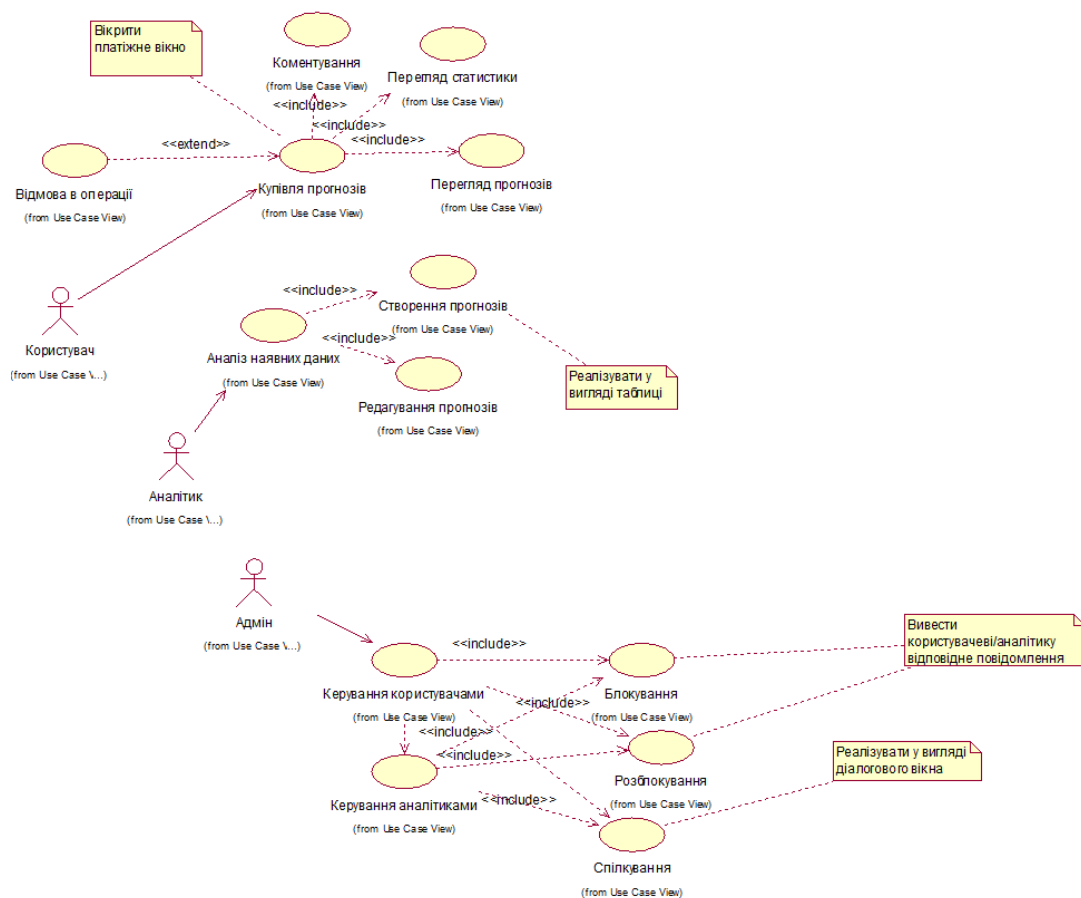 Вікрити
платіжне вікно
Коментування
(from Use Case View)
Перегляд статистики
(from Use Case View)
<<include>>
<<include>>
<<include>>
<<extend>>
Відмова в операції
(from Use Case View)
Купівля прогнозів
(from Use Case View)
Перегляд прогнозів
(from Use Case View)
Користувач
(from Use Case \...)
<<include>>
Створення прогнозів
(from Use Case View)
<<include>>
Аналіз наявних даних
(from Use Case View)
Редагування прогнозів
(from Use Case View)
Реалізувати у
вигляді таблиці
Аналітик
(from Use Case \...)
Адмін
(from Use Case \...)
<<include>>
Вивести
користувачеві/аналітику
відповідне повідомлення
Керування користувачами
(from Use Case View)
Блокування
(from Use Case View)
<<include>>
<<include>>
<<include>>
Розблокування
(from Use Case View)
Реалізувати у вигляді
діалогового вікна
Керування аналітиками
(from Use Case View)
<<include>>
Спілкування
(from Use Case View)